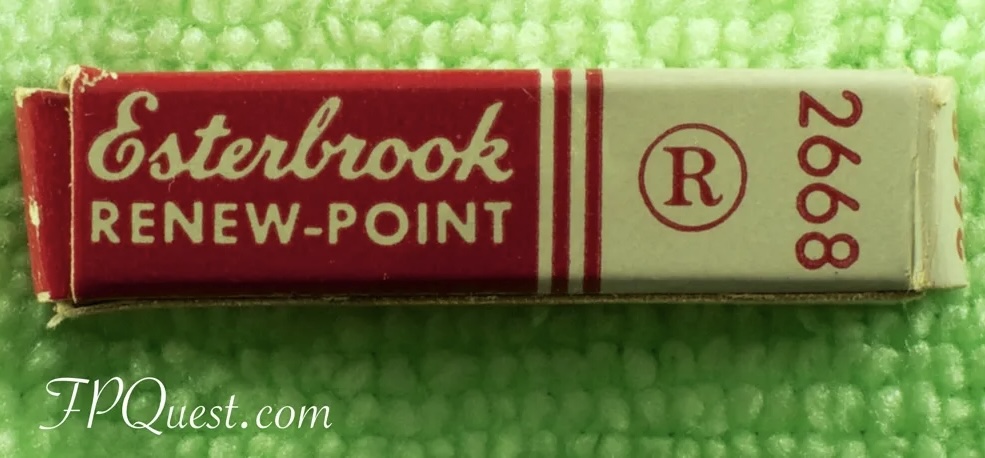 Esterbrook
RENEW-POINT
R
2668
FPQuest.com